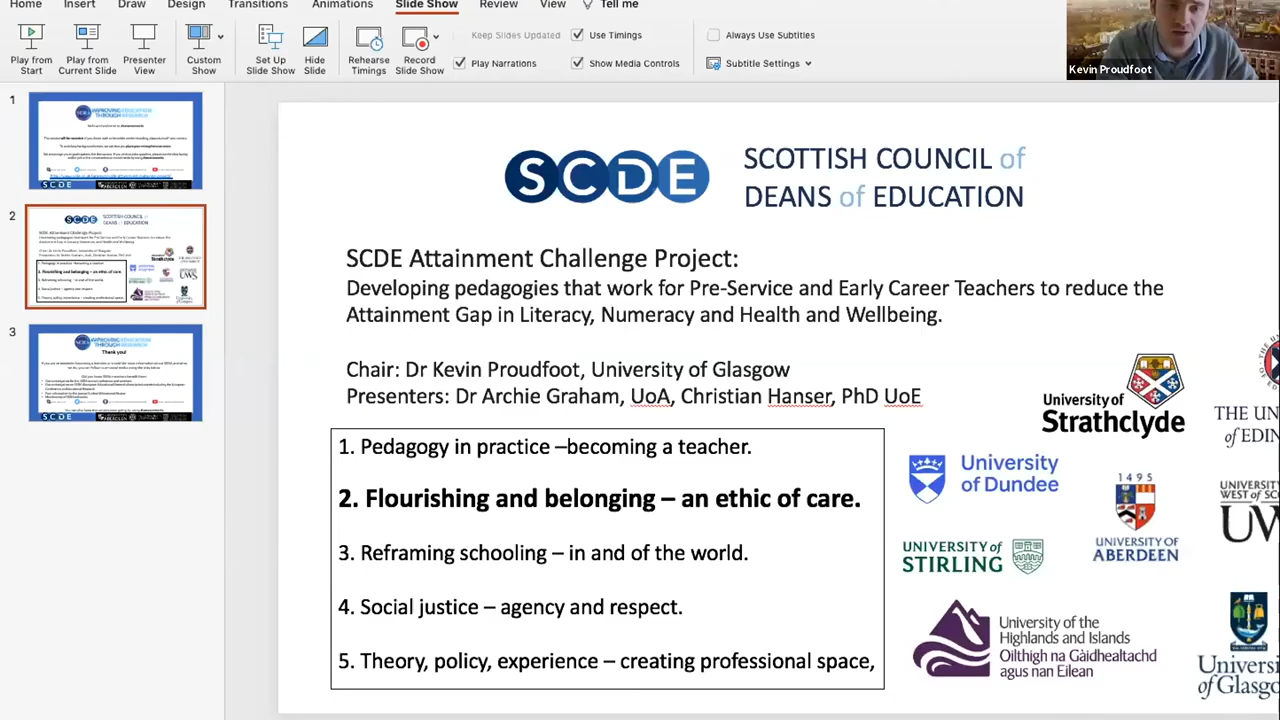 Home Insert Draw Design Transitions Animations Slide Show Review View Tell me
Play from Start
Play from Current Slide
Presenter View
Custom Show
Set Up Slide Show
Hide Slide
Rehearse Timings
Record Slide Show
Keep Slides Updated
Use Timings
Play Narrations
Show Media Controls
Always Use Subtitles
Subtitle Settings
Kevin Proudfoot
1
2
3
Thank you!
SCDE
SCOTTISH COUNCIL of
DEANS of EDUCATION
SCDE Attainment Challenge Project:
Developing pedagogies that work for Pre-Service and Early Career Teachers to reduce the
Attainment Gap in Literacy, Numeracy and Health and Wellbeing.
Chair: Dr Kevin Proudfoot, University of Glasgow
Presenters: Dr Archie Graham, UoA, Christian Hanser, PhD UoE
1. Pedagogy in practice –becoming a teacher.
2. Flourishing and belonging – an ethic of care.
3. Reframing schooling – in and of the world.
4. Social justice – agency and respect.
5. Theory, policy, experience – creating professional space,
University of
Strathclyde
THE UN
of EDIN
University
of Dundee
1495
UNIVERSITY OF
ABERDEEN
UNIVERSITY
WEST OF SC
UW
UNIVERSITY of
STIRLING
University of the
Highlands and Islands
Oilthigh na Gàidhealtachd
agus nan Eilean
Universi
of Glasgo